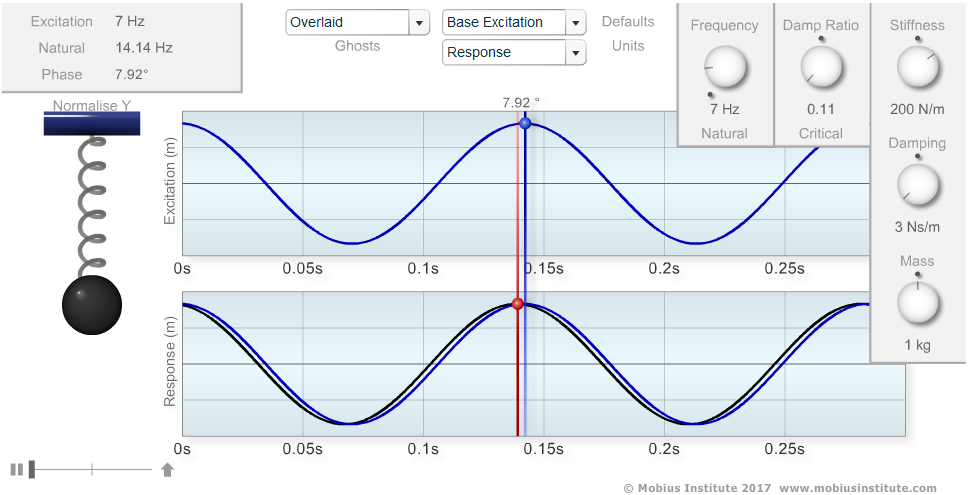 Excitation 7 Hz
Natural 14.14 Hz
Phase 7.92°
Overlaid
Ghosts
Base Excitation
Response
Defaults
Units
Frequency
7 Hz
Natural
Damp Ratio
0.11
Critical
Stiffness
200 N/m
Damping
3 Ns/m
Mass
1 kg
Normalise Y
7.92 °
Excitation (m)
0s 0.05s 0.1s 0.15s 0.2s 0.25s
Response (m)
0s 0.05s 0.1s 0.15s 0.2s 0.25s
© Mobius Institute 2017 www.mobiusinstitute.com